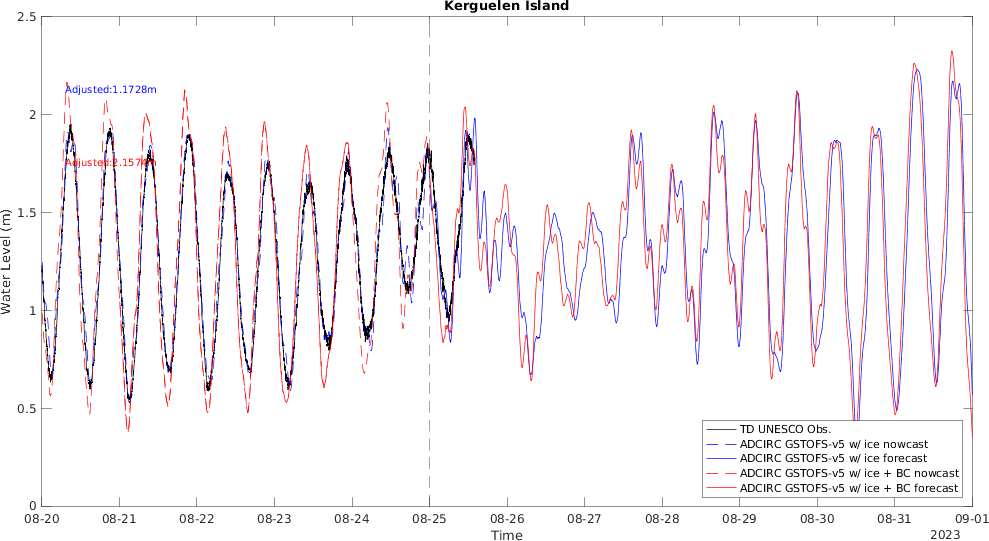 Kerguelen Island
2.5
2
1.5
1
0.5
0
Water Level (m)
Adjusted:1.1728m
Adjusted:2.1574m
TD UNESCO Obs.
ADCIRC GSTOFS-v5 w/ ice nowcast
ADCIRC GSTOFS-v5 w/ ice forecast
ADCIRC GSTOFS-v5 w/ ice + BC nowcast
ADCIRC GSTOFS-v5 w/ ice + BC forecast
08-20 08-21 08-22 08-23 08-24 08-25 08-26 08-27 08-28 08-29 08-30 08-31 09-01
Time
2023